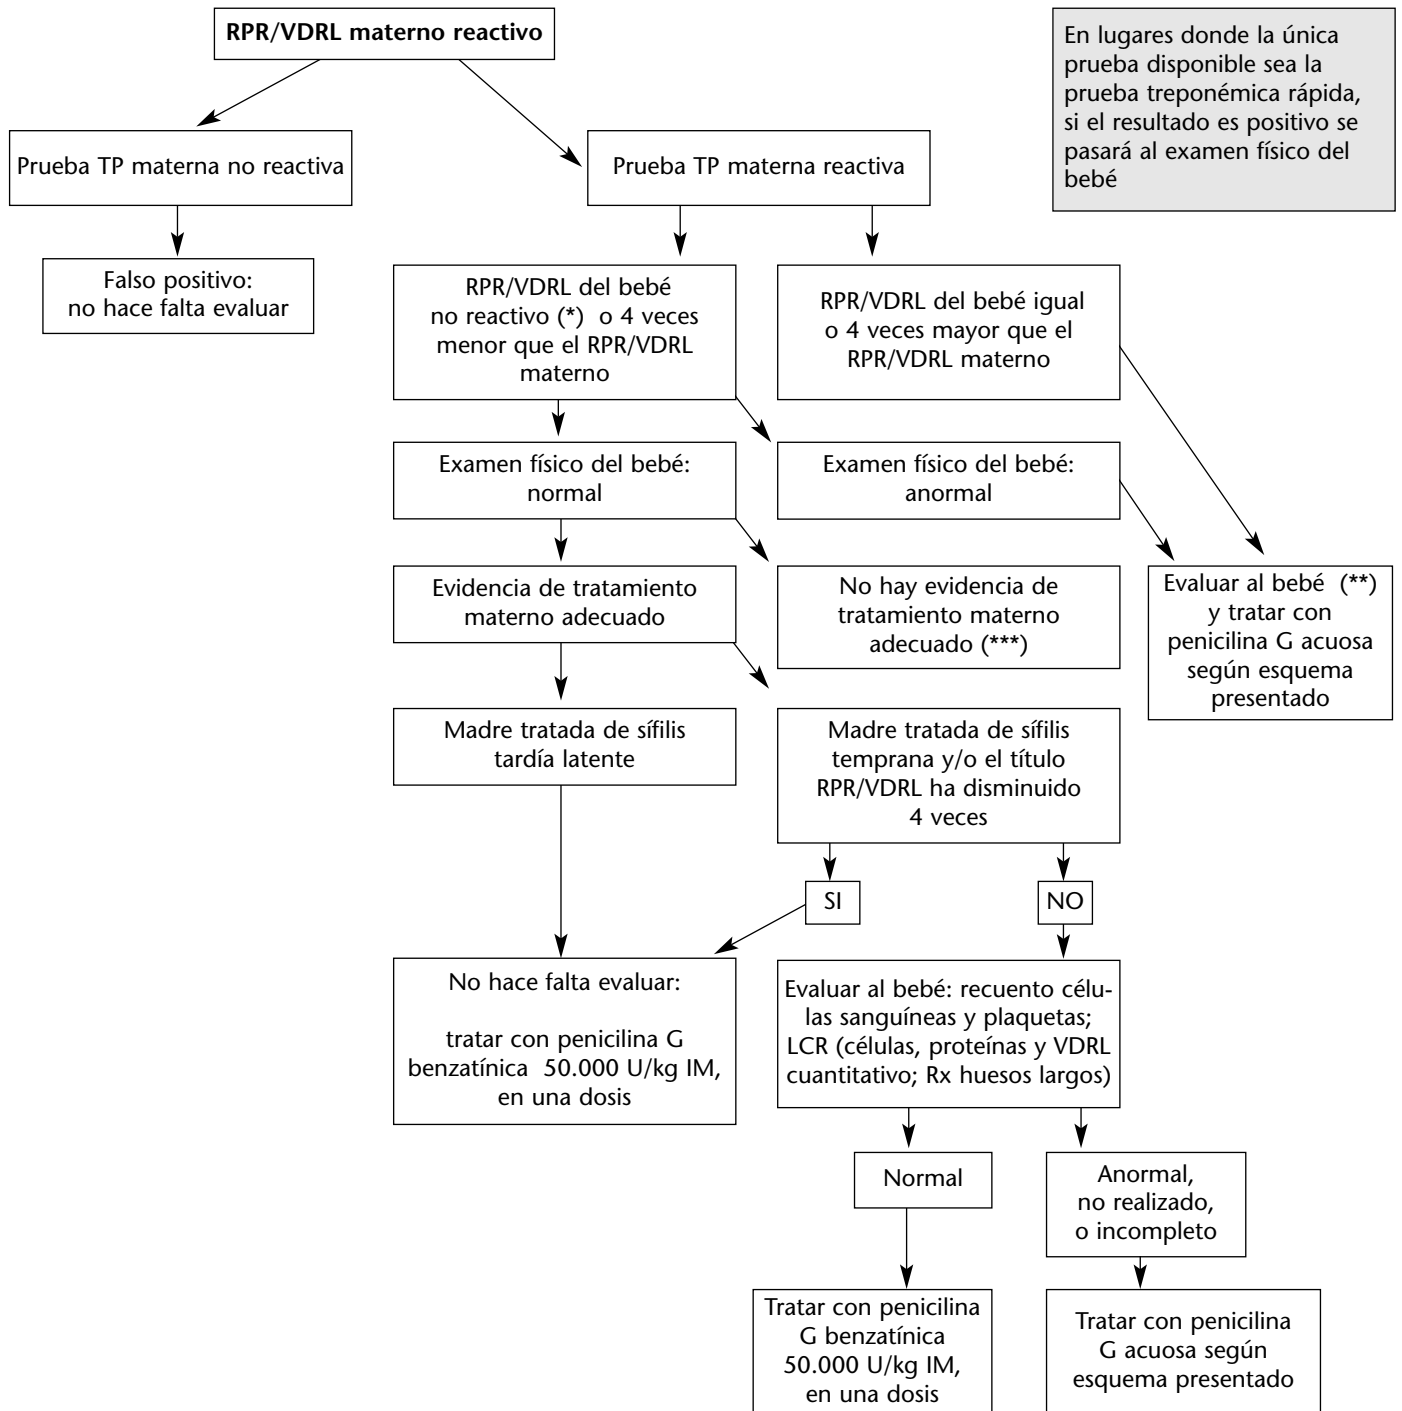 RPR/VDRL materno reactivo
En lugares donde la única
prueba disponible sea la
prueba treponémica rápida,
si el resultado es positivo se
pasará al examen físico del
bebé
Prueba TP materna no reactiva
Prueba TP materna reactiva
Falso positivo:
no hace falta evaluar
RPR/VDRL del bebé
no reactivo (*) o 4 veces
menor que el RPR/VDRL
materno
RPR/VDRL del bebé igual
o 4 veces mayor que el
RPR/VDRL materno
Examen físico del bebé:
normal
Examen físico del bebé:
anormal
Evidencia de tratamiento
materno adecuado
No hay evidencia de
tratamiento materno
adecuado (***)
Evaluar al bebé (**)
y tratar con
penicilina G acuosa
según esquema
presentado
Madre tratada de sífilis
tardía latente
Madre tratada de sífilis
temprana y/o el título
RPR/VDRL ha disminuido
4 veces
SI
NO
No hace falta evaluar:
tratar con penicilina G
benzatínica 50.000 U/kg IM,
en una dosis
Evaluar al bebé: recuento célu-
las sanguíneas y plaquetas;
LCR (células, proteínas y VDRL
cuantitativo; Rx huesos largos)
Normal
Anormal,
no realizado,
o incompleto
Tratar con penicilina
G benzatínica
50.000 U/kg IM,
en una dosis
Tratar con penicilina
G acuosa según
esquema presentado